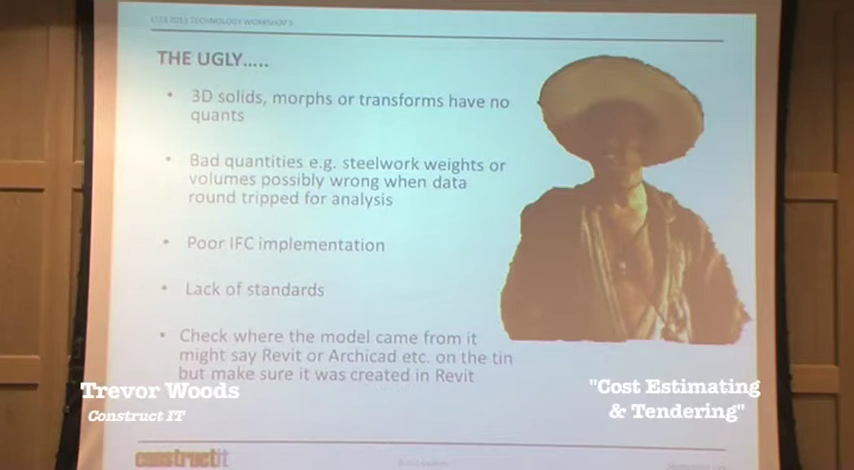 THE UGLY.....
• 3D solids, morphs or transforms have no
quants
• Bad quantities e.g. steelwork weights or
volumes possibly wrong when data
round tripped for analysis
• Poor IFC implementation
• Lack of standards
• Check where the model came from it
might say Revit or Archicad etc. on the tin
but make sure it was created in Revit
Trevor Woods
Construct IT
"Cost Estimating
& Tendering"
constructit